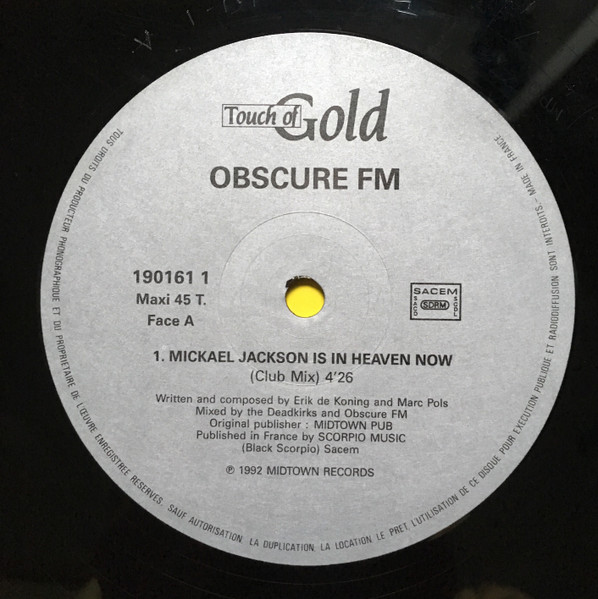 Touch of Gold
OBSCURE FM
190161 1
Maxi 45 T.
Face A
SACEM
SACD SDRM SGDL
1. MICKAEL JACKSON IS IN HEAVEN NOW
(Club Mix) 4'26
Written and composed by Erik de Koning and Marc Pols
Mixed by the Deadkirks and Obscure FM
Original publisher : MIDTOWN PUB
Published in France by SCORPIO MUSIC
(Black Scorpio) Sacem
℗ 1992 MIDTOWN RECORDS
TOUS DROITS DU PRODUCTEUR PHONOGRAPHIQUE ET DU PROPRIETAIRE DE L'ŒUVRE ENREGISTREE RESERVES. SAUF AUTORISATION, LA DUPLICATION, LA LOCATION, LE PRET, L'UTILISATION DE CE DISQUE POUR EXECUTION PUBLIQUE ET RADIODIFFUSION SONT INTERDITS. - MADE IN FRANCE